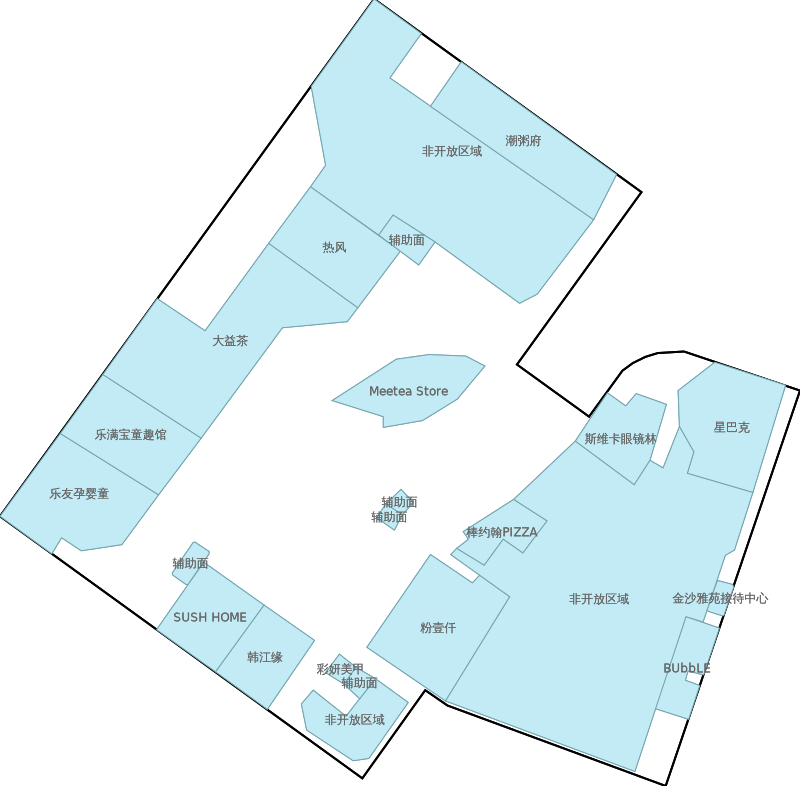 潮粥府
非开放区域
辅助面
热风
大益茶
Meetea Store
星巴克
乐满宝童趣馆
斯维卡眼镜林
乐友孕婴童
辅助面
辅助面
棒约翰PIZZA
辅助面
金沙雅苑接待中心
非开放区域
SUSH HOME
粉壹仟
韩江缘
BUbbLE
彩妍美甲
辅助面
非开放区域